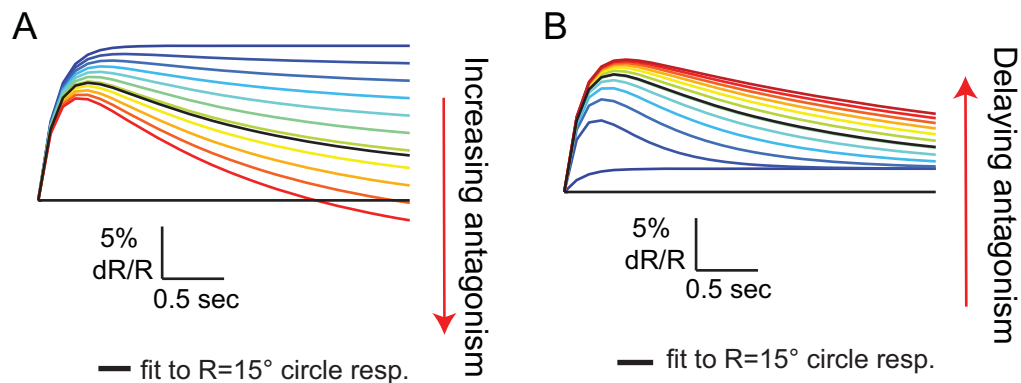 A
Increasing antagonism
5%
dR/R
0.5 sec
fit to R=15° circle resp.
B
Delaying antagonism
5%
dR/R
0.5 sec
fit to R=15° circle resp.